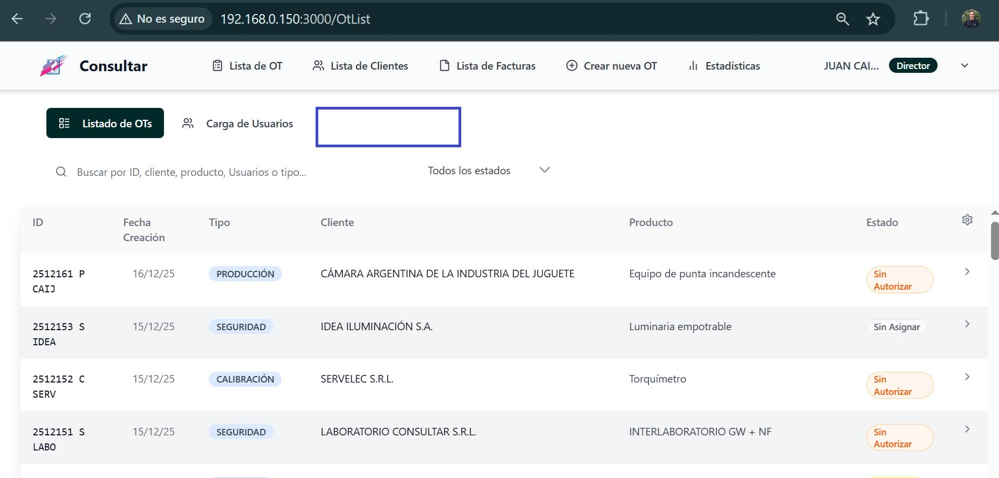 No es seguro
192.168.0.150:3000/OtList
Consultar
Lista de OT
Lista de Clientes
Lista de Facturas
Crear nueva OT
Estadísticas
JUAN CAI...
Director
Listado de OTs
Carga de Usuarios
Buscar por ID, cliente, producto, Usuarios o tipo...
Todos los estados
ID
Fecha
Creación
Tipo
Cliente
Producto
Estado
2512161 P
CAIJ
16/12/25
PRODUCCIÓN
CÁMARA ARGENTINA DE LA INDUSTRIA DEL JUGUETE
Equipo de punta incandescente
Sin
Autorizar
2512153 S
IDEA
15/12/25
SEGURIDAD
IDEA ILUMINACIÓN S.A.
Luminaria empotrable
Sin Asignar
2512152 C
SERV
15/12/25
CALIBRACIÓN
SERVELEC S.R.L.
Torquímetro
Sin
Autorizar
2512151 S
LABO
15/12/25
SEGURIDAD
LABORATORIO CONSULTAR S.R.L.
INTERLABORATORIO GW + NF
Sin
Autorizar